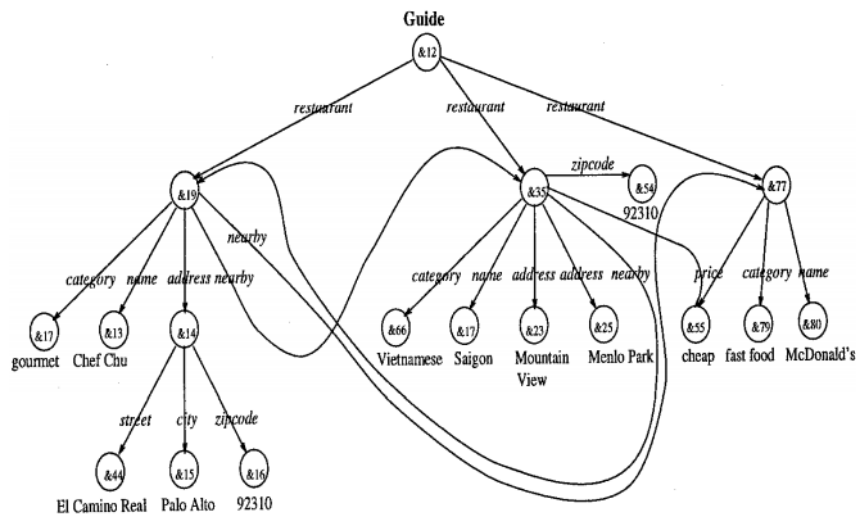 Guide
&12
restaurant restaurant restaurant
zipcode
&19 &35 &54 &77
92310
nearby
category name address nearby category name address address nearby price category name
&17 &13 &14 &66 &17 &23 &25 &55 &79 &80
gourmet Chef Chu Vietnamese Saigon Mountain Menlo Park cheap fast food McDonald's
View
street city zipcode
&44 &15 &16
El Camino Real Palo Alto 92310